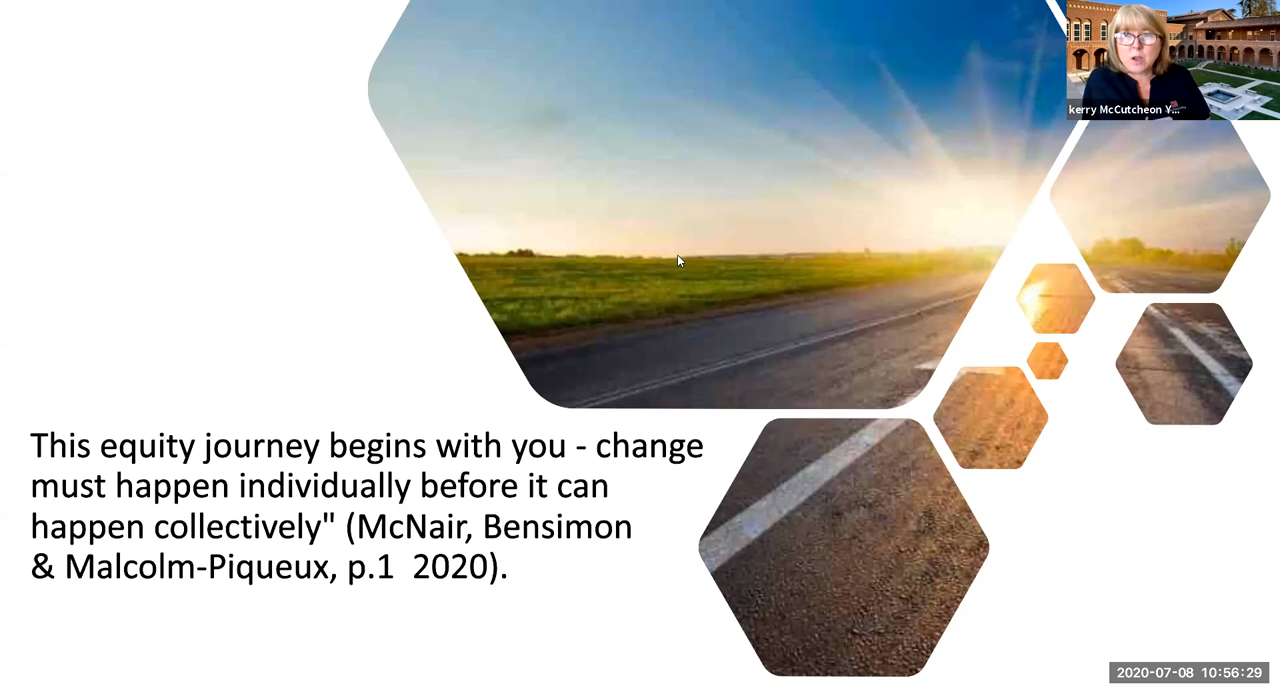 kerry McCutcheon Y...
This equity journey begins with you - change
must happen individually before it can
happen collectively" (McNair, Bensimon
& Malcolm-Piqueux, p.1  2020).
2020-07-08 10:56:29